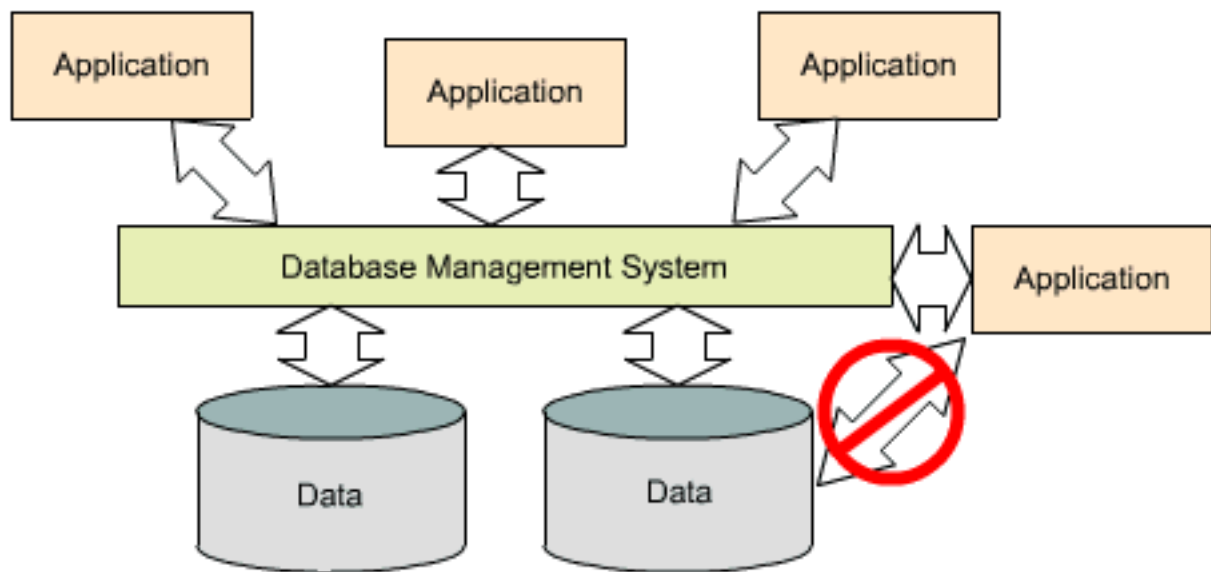 Application
Application
Application
Database Management System
Application
Data
Data